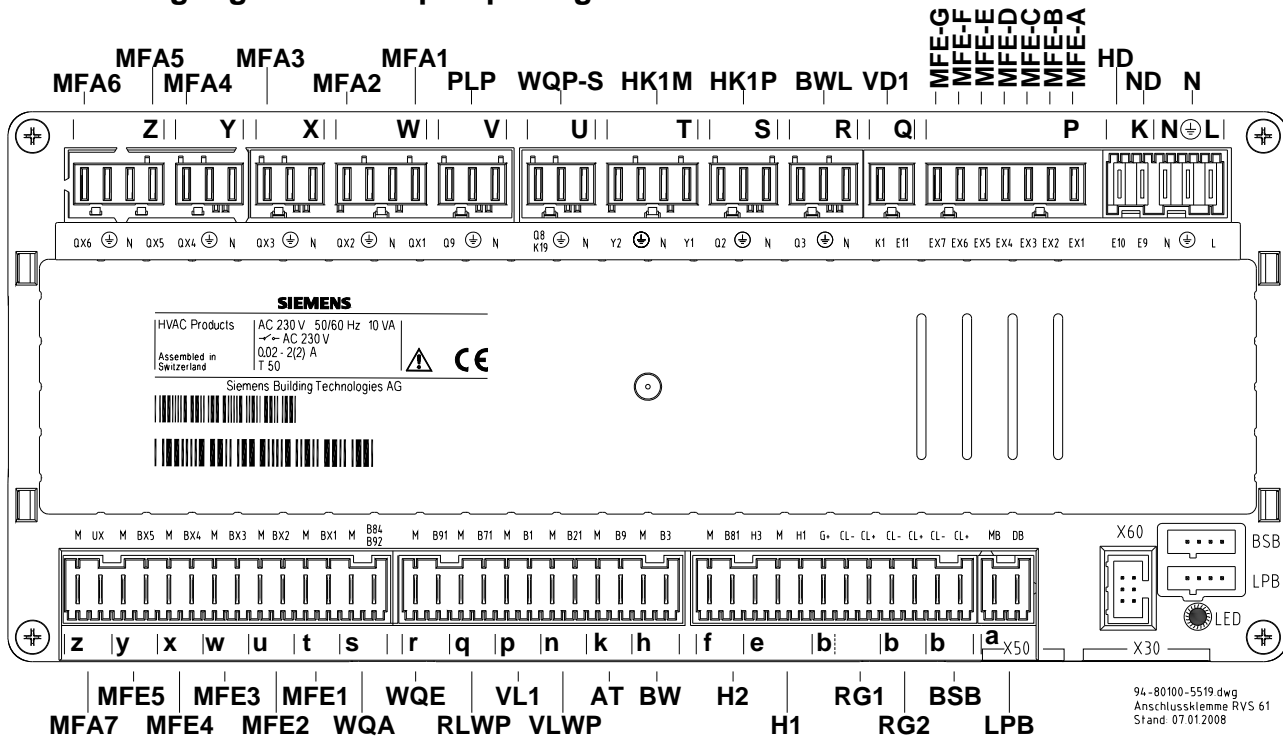 MFE-G MFE-F MFE-E MFE-D MFE-C MFE-B MFE-A
MFA6 MFA5 MFA4 MFA3 MFA2 MFA1 PLP WQP-S HK1M HK1P BWL VD1 HD ND N
Z Y X W V U T S R Q P K N L
QX6 N QX5 QX4 N QX3 N QX2 N QX1 Q9 N Q8 K19 N Y2 N Y1 Q2 N Q3 N K1 E11 EX7 EX6 EX5 EX4 EX3 EX2 EX1 E10 E9 N L
SIEMENS
HVAC Products
Assembled in
Switzerland
AC 230 V 50/60 Hz 10 VA
AC 230 V
0.02 - 2(2) A
T 50
CE
Siemens Building Technologies AG
M UX M BX5 M BX4 M BX3 M BX2 M BX1 M B84 B92 M B91 M B71 M B1 M B21 M B9 M B3 M B81 H3 M H1 G+ CL- CL+ CL- CL+ CL- CL+ MB DB
X60
BSB
LPB
LED
z y x w u t s r q p n k h f e b b b a
X50 X30
MFA7 MFE5 MFE4 MFE3 MFE2 MFE1 WQA WQE RLWP VL1 VLWP AT BW H2 H1 RG1 RG2 BSB LPB
94-80100-5519.dwg
Anschlussklemme RVS 61
Stand: 07.01.2008